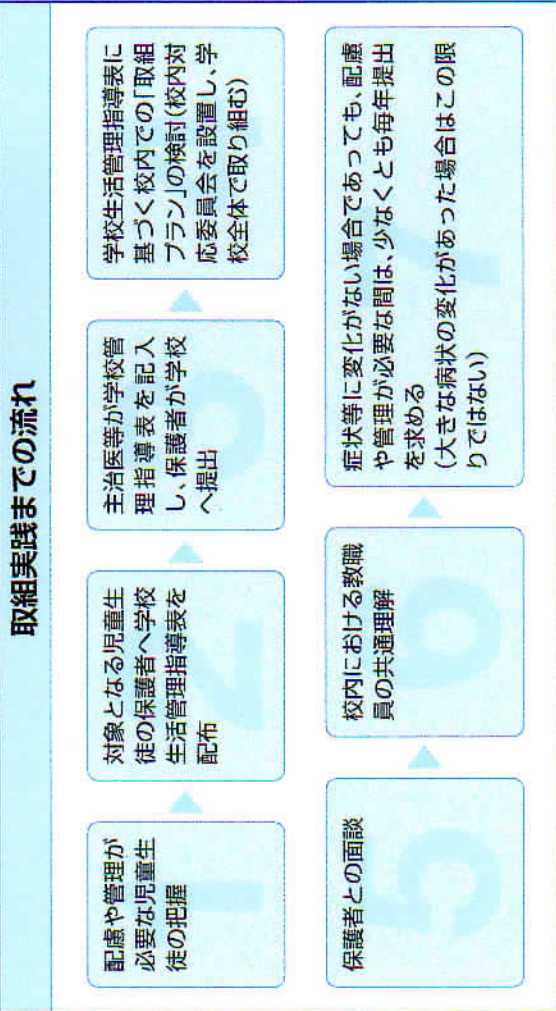 取組実践までの流れ
配慮や管理が
必要な児童生
徒の把握
対象となる児童生
徒の保護者へ学校
生活管理指導表を
配布
主治医等が学校管
理指導表を記入
し、保護者が学校
へ提出
学校生活管理指導表に
基づく校内での「取組
プラン」の検討(校内対
応委員会を設置し、学
校全体で取り組む)
保護者との面談
校内における教職
員の共通理解
症状等に変化がない場合であっても、配慮
や管理が必要な間は、少なくとも毎年提出
を求める
(大きな病状の変化があった場合はこの限
りではない)
1
2
3
4
5
6
7